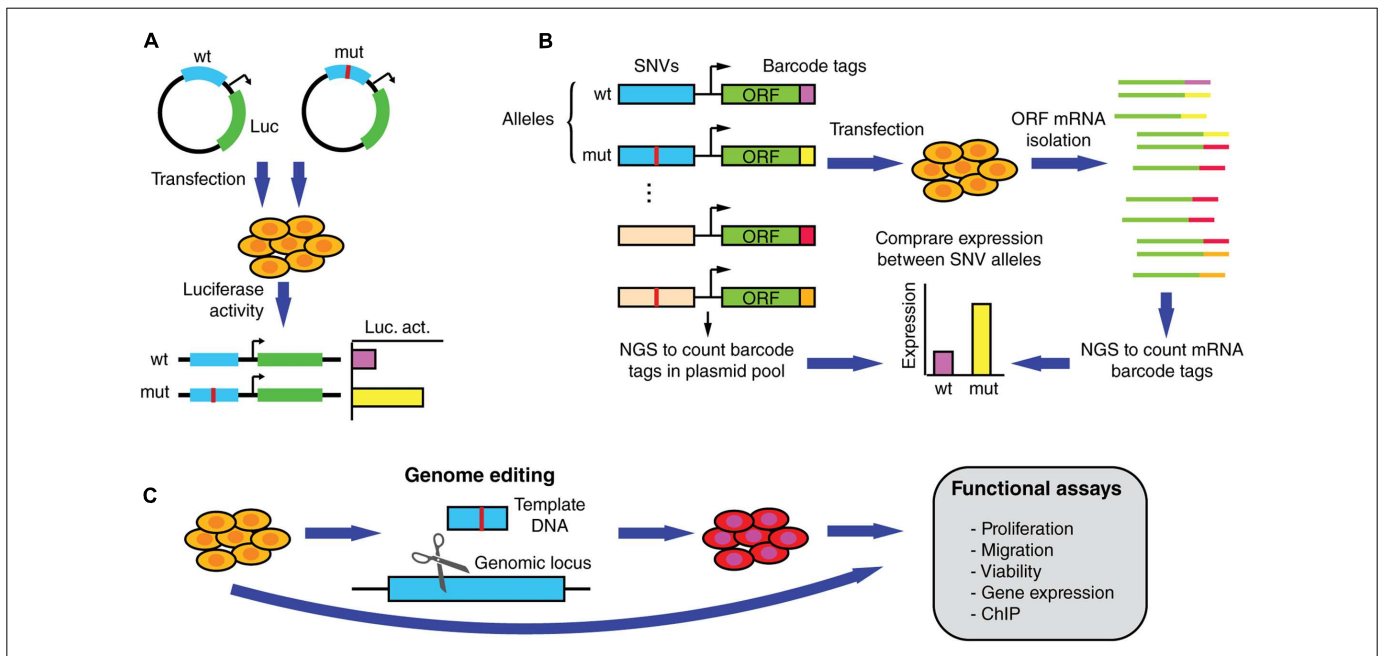 A
wt
mut
Luc
Transfection
Luciferase
activity
Luc. act.
wt
mut
B
SNVs
Barcode tags
Alleles
wt
ORF
mut
ORF
⋮
ORF
ORF
Transfection
ORF mRNA
isolation
NGS to count barcode
tags in plasmid pool
Comprare expression
between SNV alleles
Expression
wt
mut
NGS to count mRNA
barcode tags
C
Genome editing
Template
DNA
Genomic locus
Functional assays
- Proliferation
- Migration
- Viability
- Gene expression
- ChIP